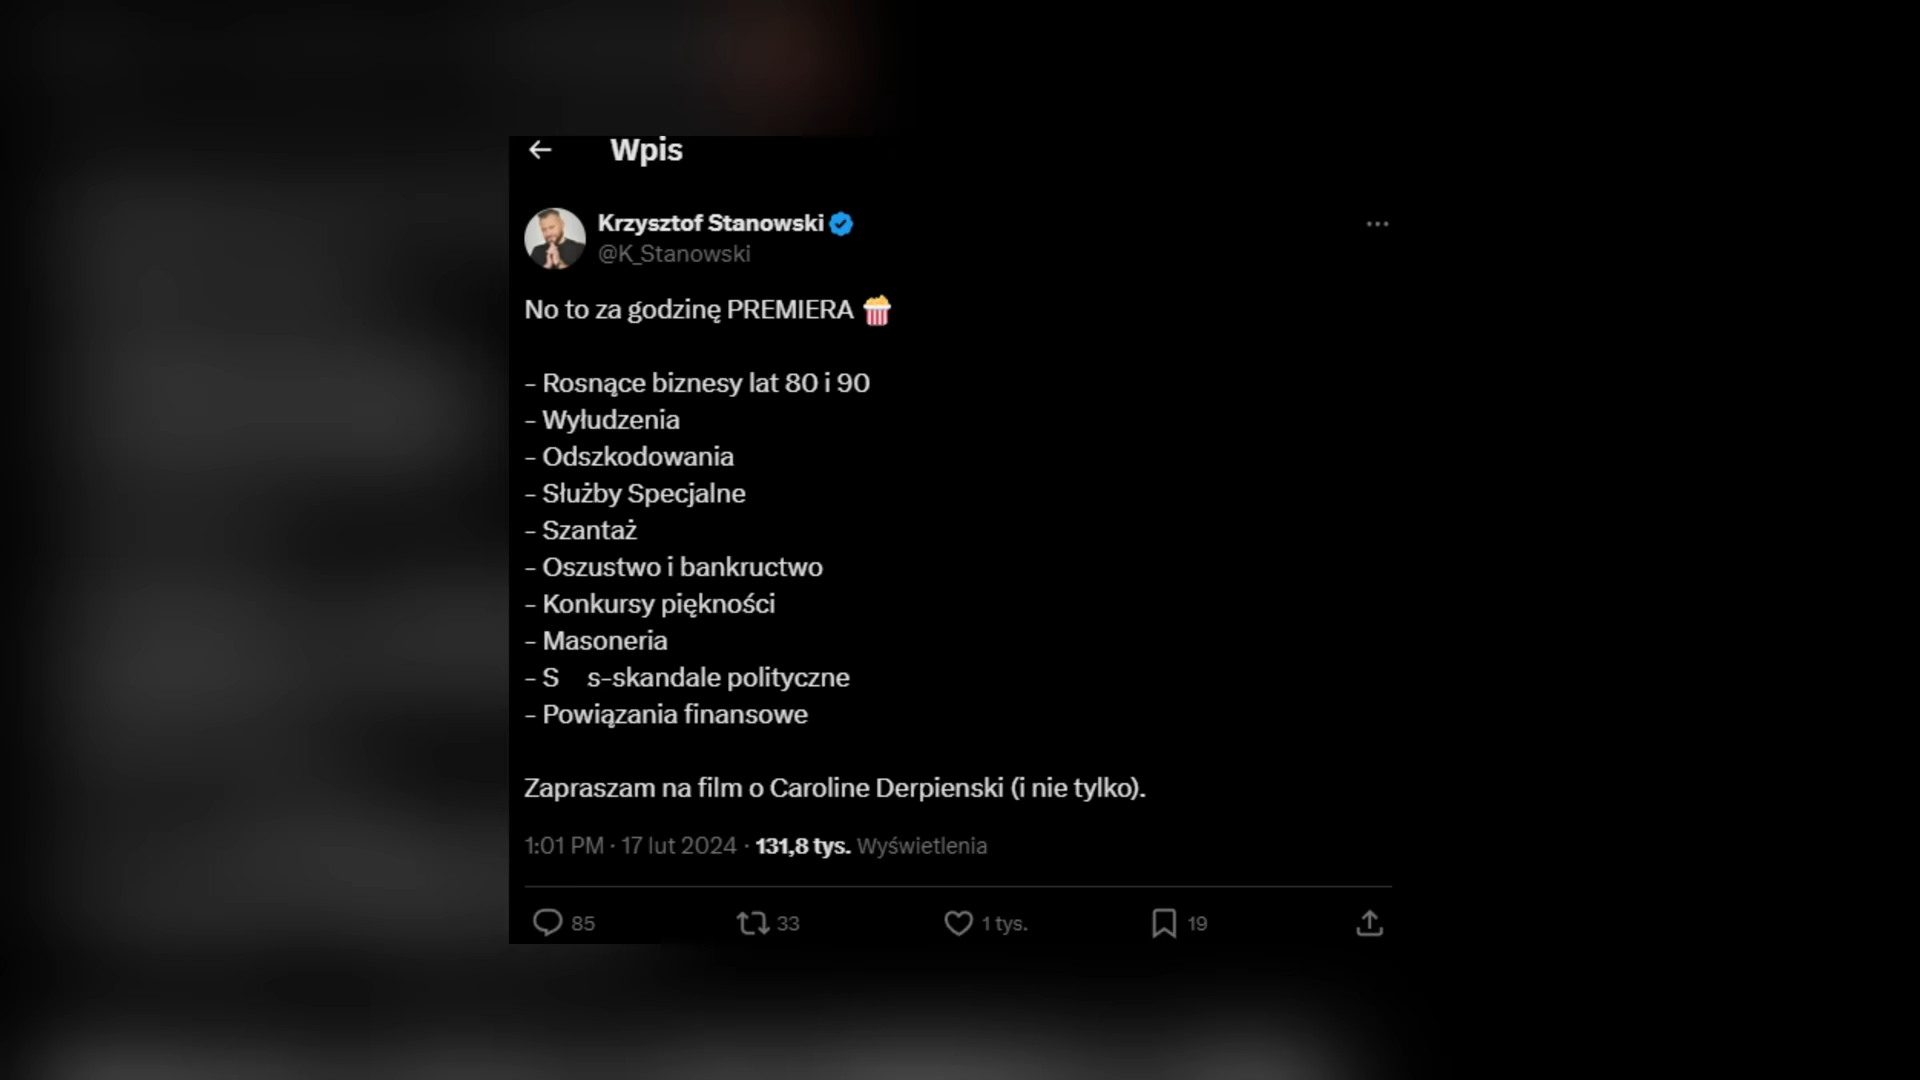 Wpis
Krzysztof Stanowski
@K_Stanowski
No to za godzinę PREMIERA 🍿
- Rosnące biznesy lat 80 i 90
- Wyłudzenia
- Odszkodowania
- Służby Specjalne
- Szantaż
- Oszustwo i bankructwo
- Konkursy piękności
- Masoneria
- S s-skandale polityczne
- Powiązania finansowe
Zapraszam na film o Caroline Derpienski (i nie tylko).
1:01 PM · 17 lut 2024 · 131,8 tys. Wyświetlenia
85 33 1 tys. 19